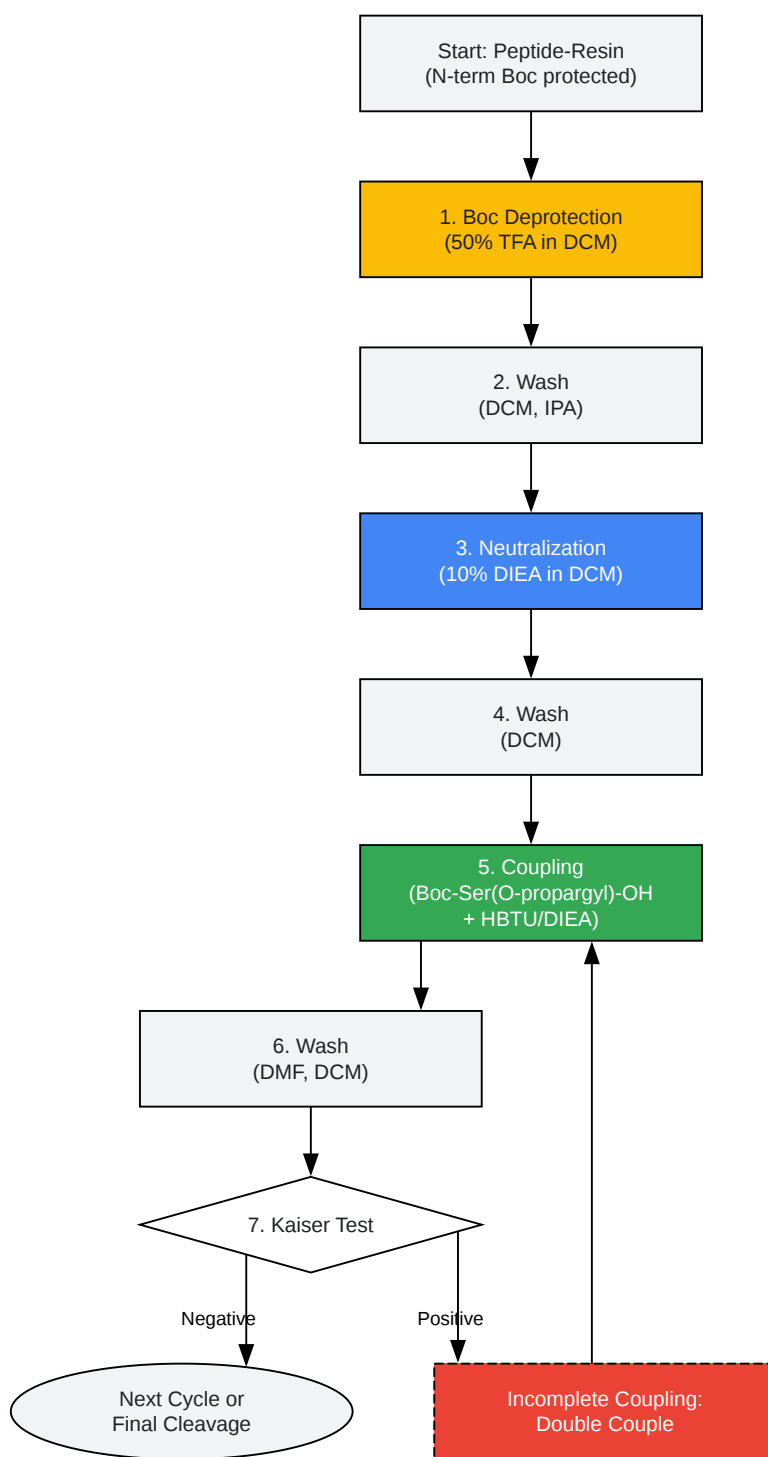 Start: Peptide-Resin
(N-term Boc protected)
1. Boc Deprotection
(50% TFA in DCM)
2. Wash
(DCM, IPA)
3. Neutralization
(10% DIEA in DCM)
4. Wash
(DCM)
5. Coupling
(Boc-Ser(O-propargyl)-OH
+ HBTU/DIEA)
6. Wash
(DMF, DCM)
7. Kaiser Test
Negative
Positive
Next Cycle or
Final Cleavage
Incomplete Coupling:
Double Couple